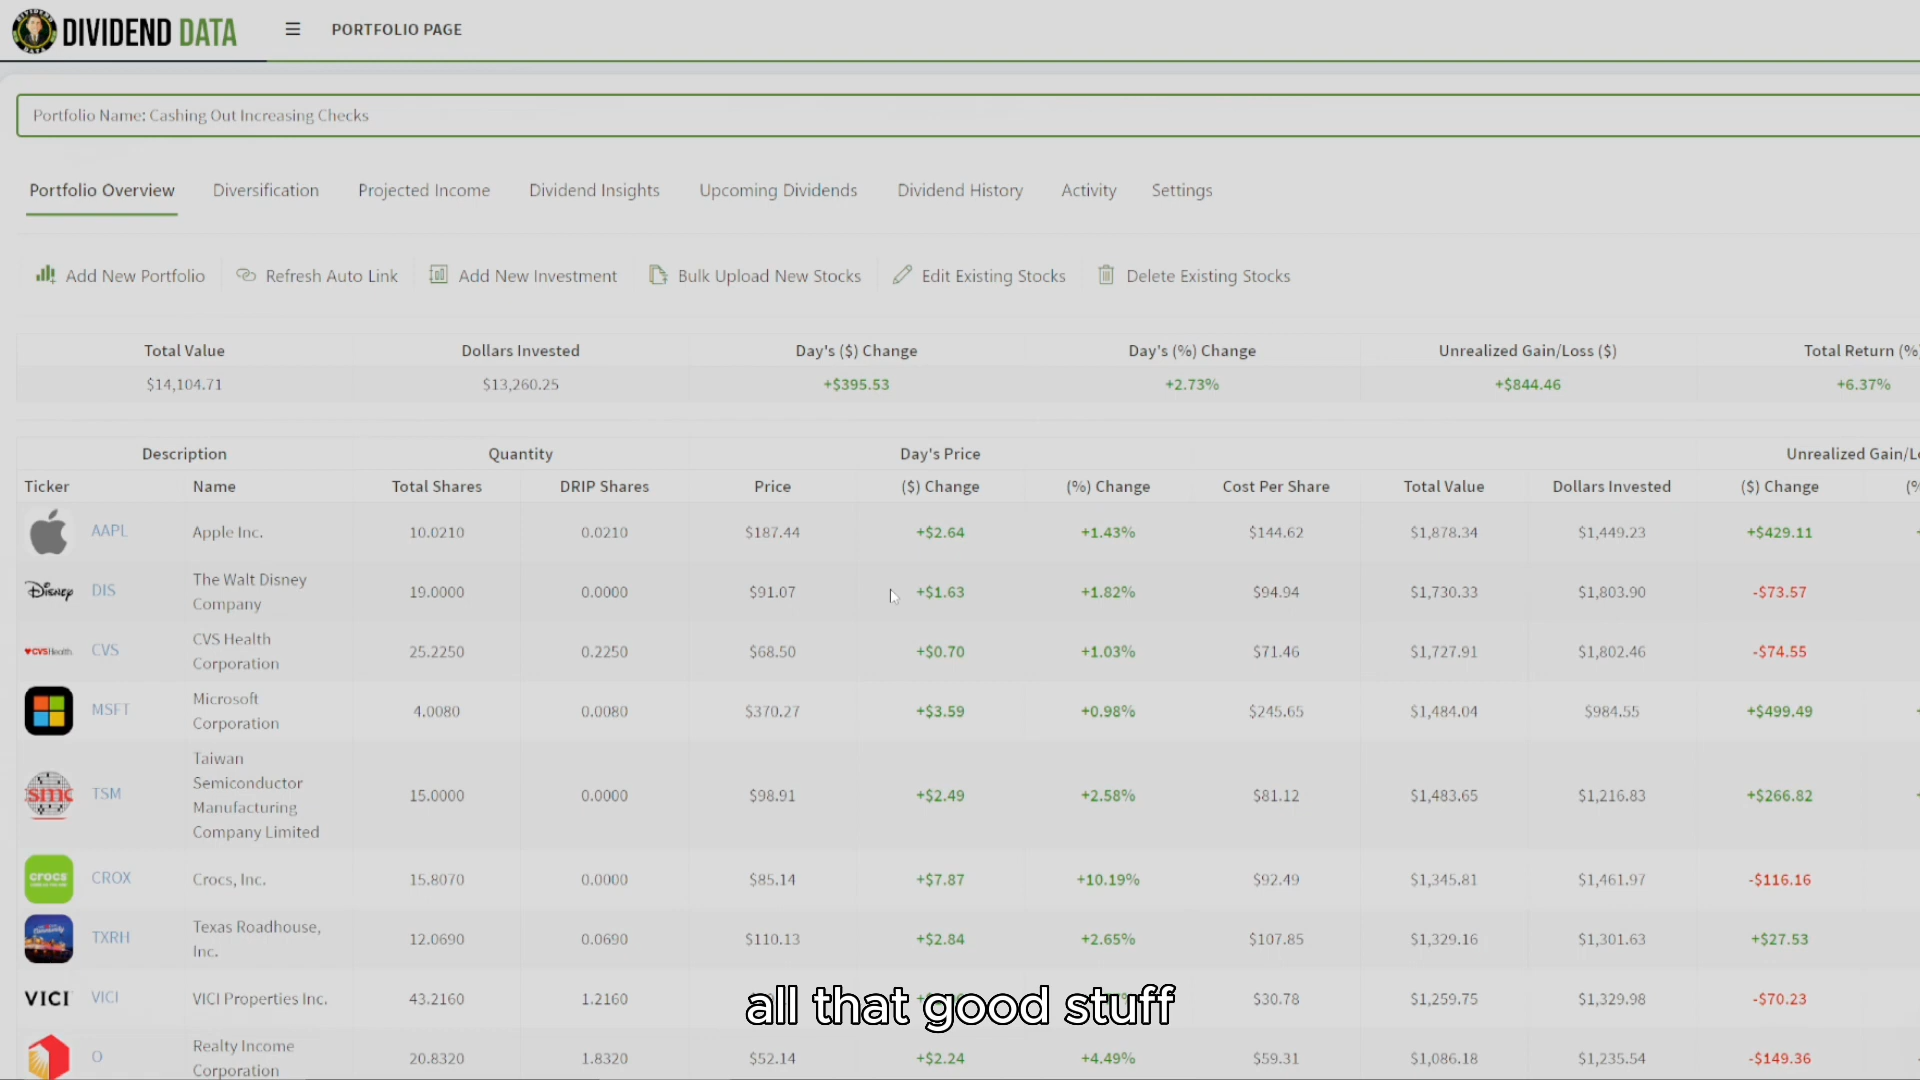 DIVIDEND DATA
PORTFOLIO PAGE
Portfolio Name: Cashing Out Increasing Checks
Portfolio Overview Diversification Projected Income Dividend Insights Upcoming Dividends Dividend History Activity Settings
Add New Portfolio Refresh Auto Link Add New Investment Bulk Upload New Stocks Edit Existing Stocks Delete Existing Stocks
Total Value Dollars Invested Day's ($) Change Day's (%) Change Unrealized Gain/Loss ($) Total Return (%)
$14,104.71 $13,260.25 +$395.53 +2.73% +$844.46 +6.37%
Description Quantity Day's Price Unrealized Gain/Lo
Ticker Name Total Shares DRIP Shares Price ($) Change (%) Change Cost Per Share Total Value Dollars Invested ($) Change (%
AAPL Apple Inc. 10.0210 0.0210 $187.44 +$2.64 +1.43% $144.62 $1,878.34 $1,449.23 +$429.11
Disney DIS The Walt Disney
Company 19.0000 0.0000 $91.07 +$1.63 +1.82% $94.94 $1,730.33 $1,803.90 -$73.57
CVSHealth CVS CVS Health
Corporation 25.2250 0.2250 $68.50 +$0.70 +1.03% $71.46 $1,727.91 $1,802.46 -$74.55
MSFT Microsoft
Corporation 4.0080 0.0080 $370.27 +$3.59 +0.98% $245.65 $1,484.04 $984.55 +$499.49
smc TSM Taiwan
Semiconductor
Manufacturing
Company Limited 15.0000 0.0000 $98.91 +$2.49 +2.58% $81.12 $1,483.65 $1,216.83 +$266.82
crocs CROX Crocs, Inc. 15.8070 0.0000 $85.14 +$7.87 +10.19% $92.49 $1,345.81 $1,461.97 -$116.16
TXRH Texas Roadhouse,
Inc. 12.0690 0.0690 $110.13 +$2.84 +2.65% $107.85 $1,329.16 $1,301.63 +$27.53
VICI VICI VICI Properties Inc. 43.2160 1.2160 $30.78 $1,259.75 $1,329.98 -$70.23
all that good stuff
O Realty Income
Corporation 20.8320 1.8320 $52.14 +$2.24 +4.49% $59.31 $1,086.18 $1,235.54 -$149.36